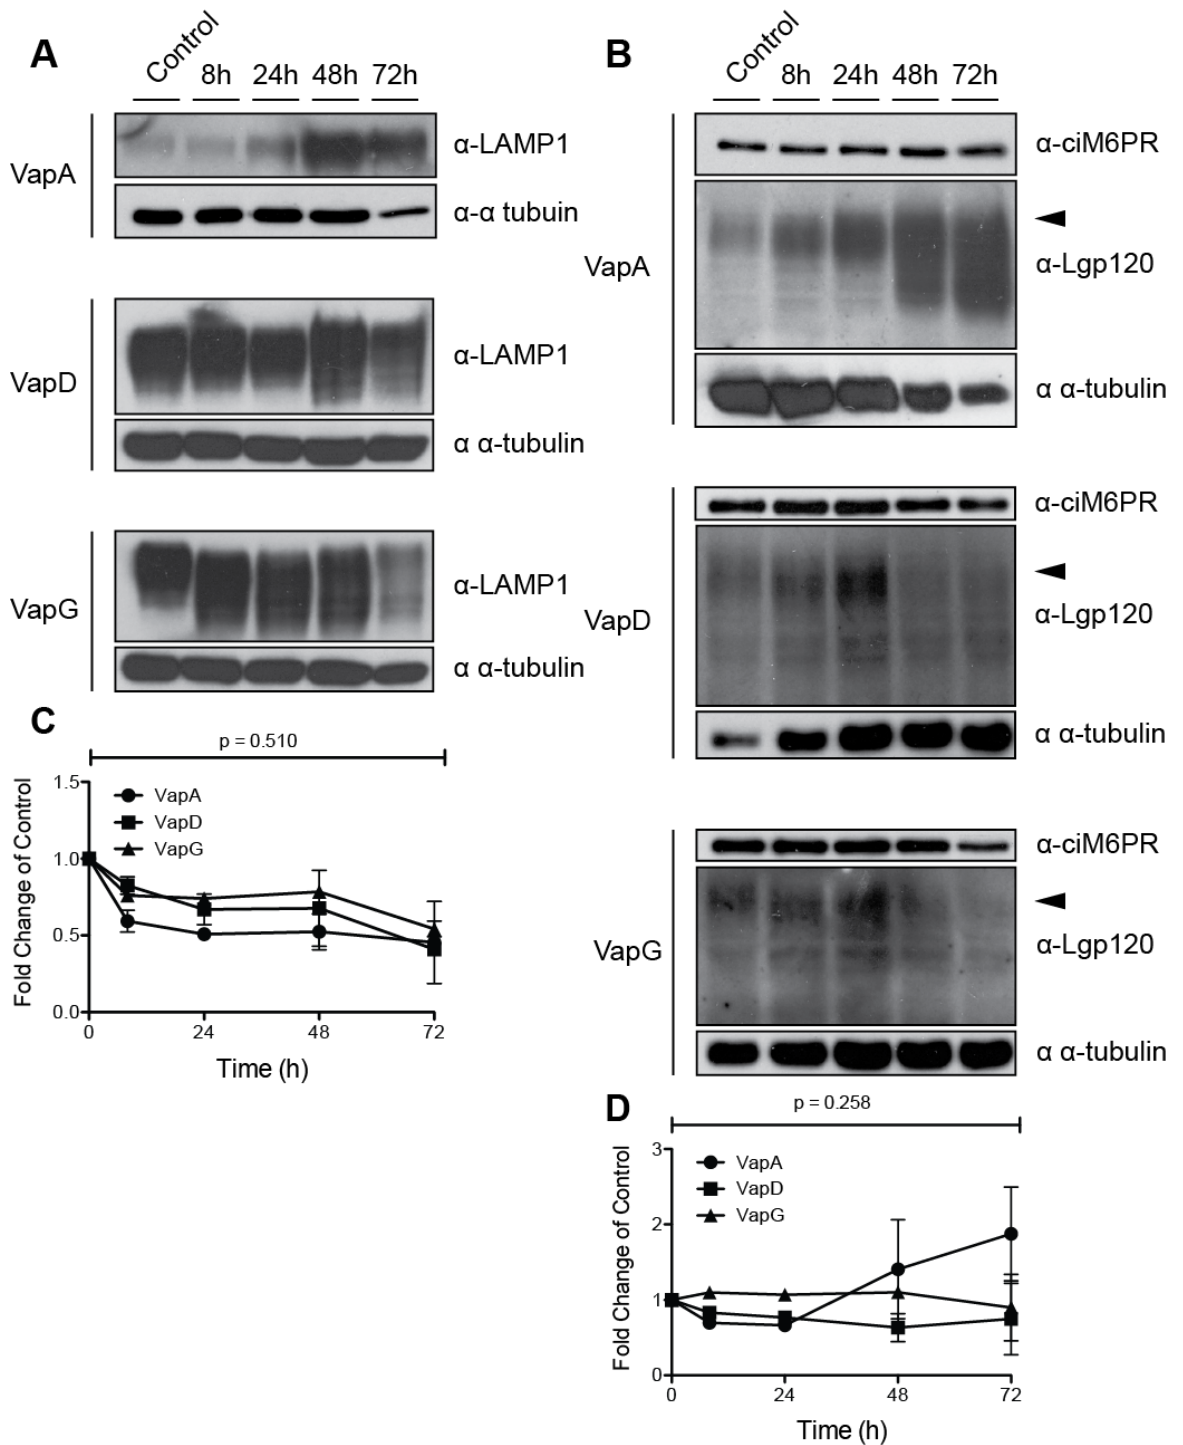 A
Control 8h 24h 48h 72h
VapA
α-LAMP1
α-α tubuin
VapD
α-LAMP1
α α-tubulin
VapG
α-LAMP1
α α-tubulin
B
Control 8h 24h 48h 72h
α-ciM6PR
VapA
α-Lgp120
α α-tubulin
α-ciM6PR
VapD
α-Lgp120
α α-tubulin
α-ciM6PR
VapG
α-Lgp120
α α-tubulin
C
p = 0.510
Fold Change of Control
1.5
1.0
0.5
0.0
VapA
VapD
VapG
0 24 48 72
Time (h)
D
p = 0.258
Fold Change of Control
3
2
1
0
VapA
VapD
VapG
0 24 48 72
Time (h)